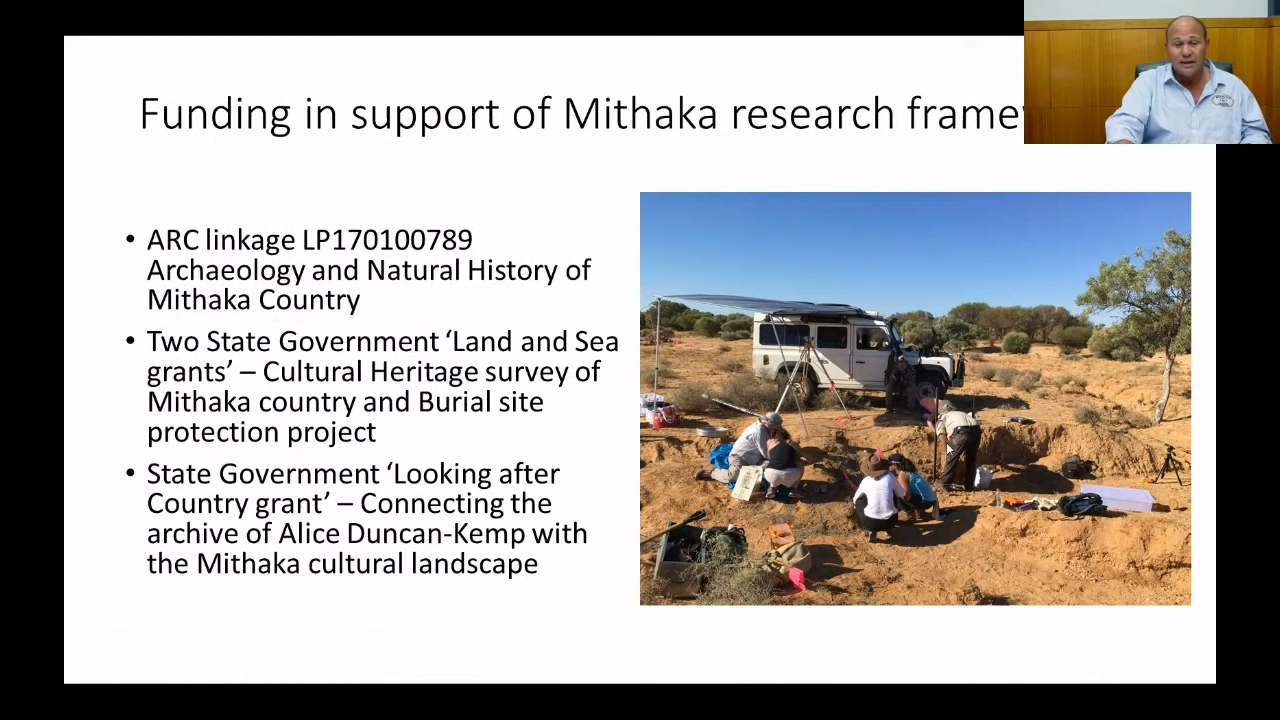 Funding in support of Mithaka research frame
• ARC linkage LP170100789
Archaeology and Natural History of
Mithaka Country
• Two State Government ‘Land and Sea
grants’ – Cultural Heritage survey of
Mithaka country and Burial site
protection project
• State Government ‘Looking after
Country grant’ – Connecting the
archive of Alice Duncan-Kemp with
the Mithaka cultural landscape